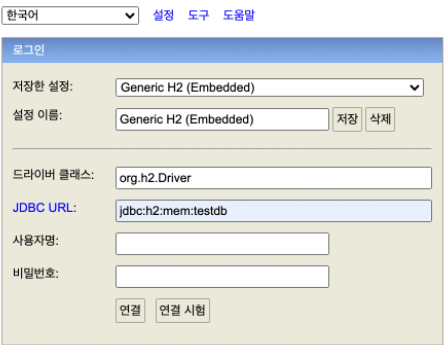 한국어 설정 도구 도움말
로그인
저장한 설정: Generic H2 (Embedded)
설정 이름: Generic H2 (Embedded) 저장 삭제
드라이버 클래스: org.h2.Driver
JDBC URL: jdbc:h2:mem:testdb
사용자명:
비밀번호:
연결 연결 시험